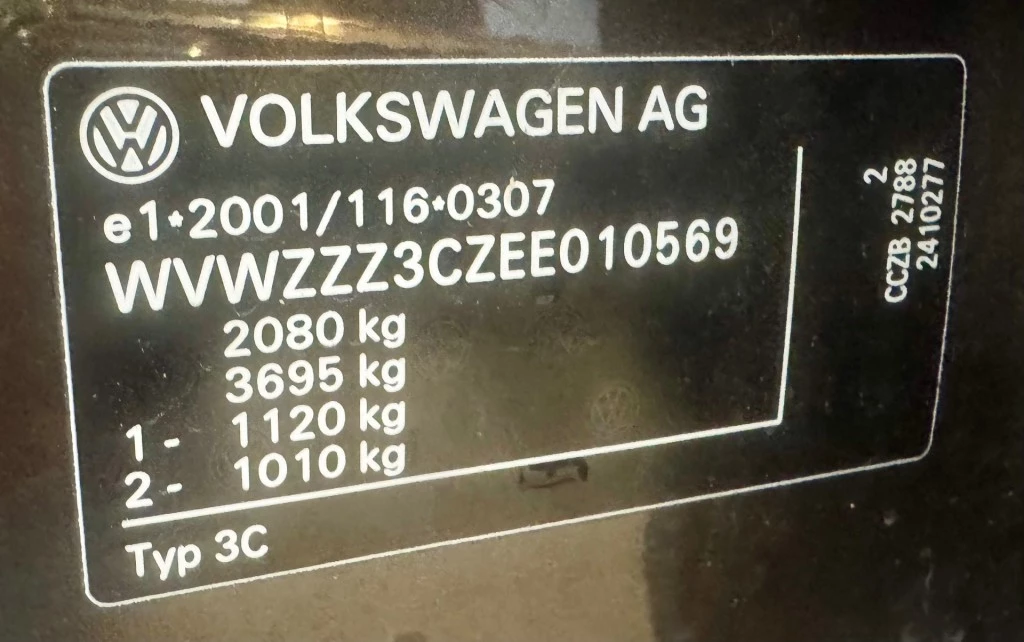 VOLKSWAGEN AG
e1*2001/116*0307
WVWZZZ3CZEE010569
2080 kg
3695 kg
1 - 1120 kg
2 - 1010 kg
Typ 3C
2
CCZB 2788
2410277